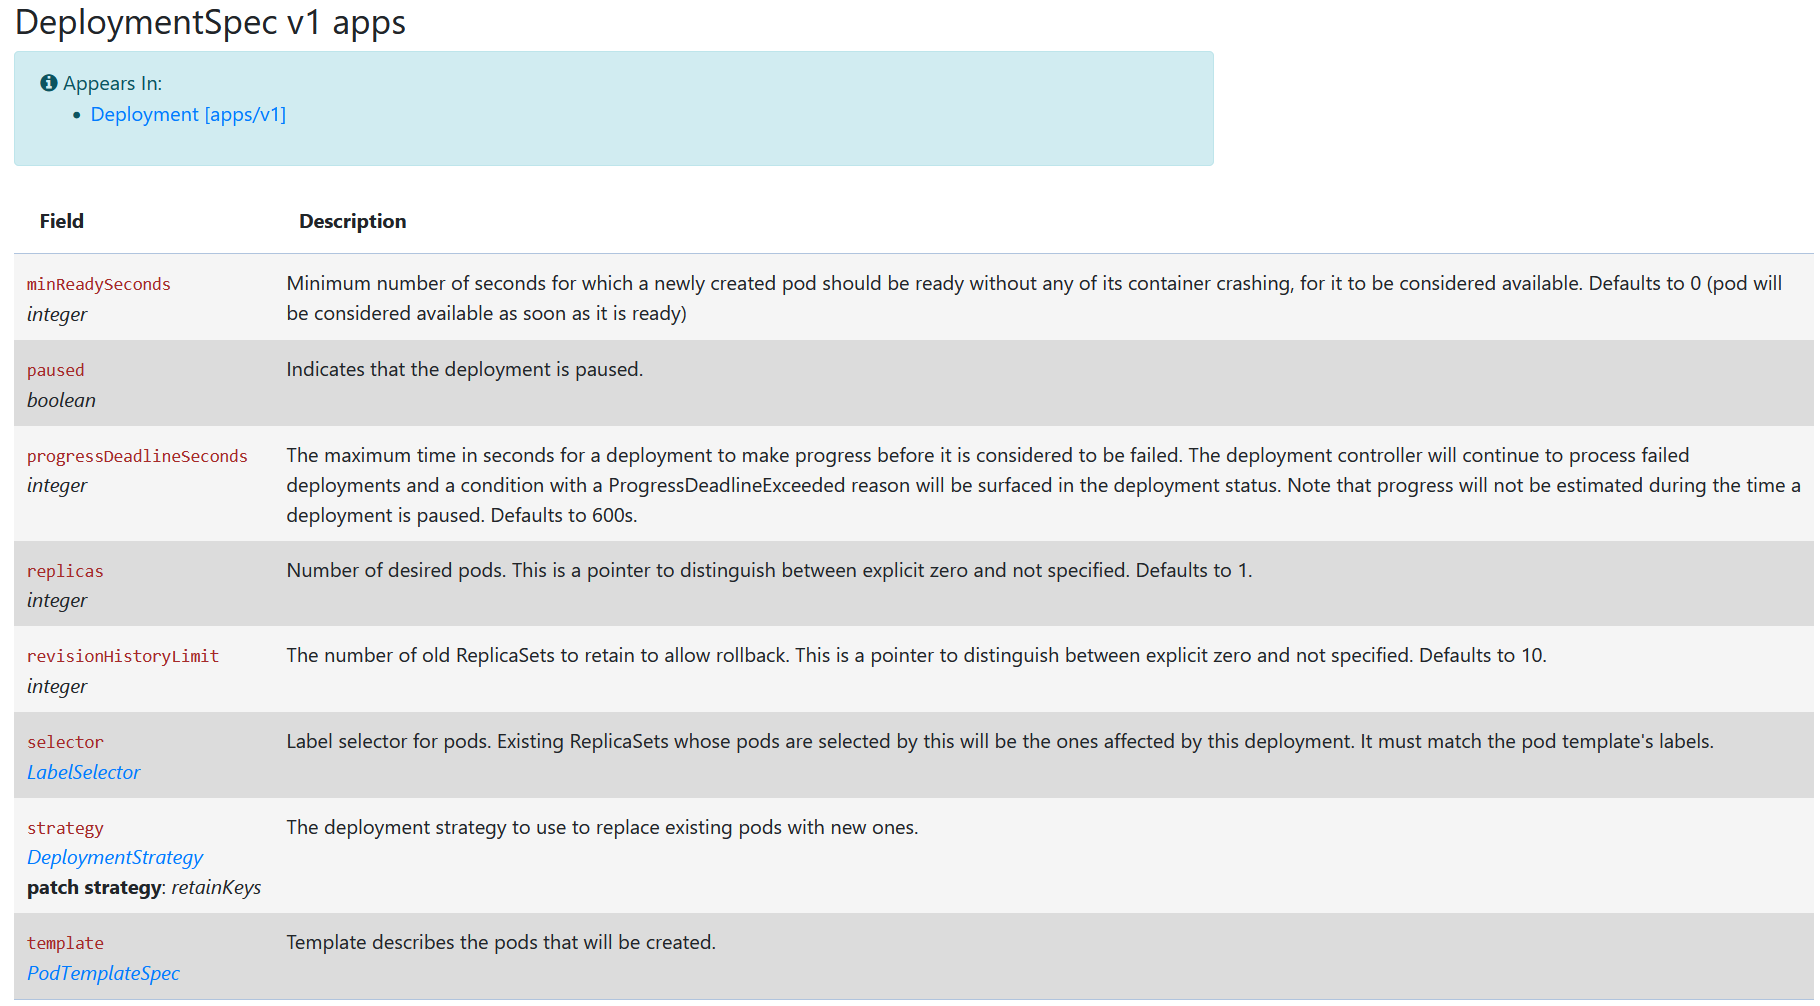 DeploymentSpec v1 apps
Appears In:
• Deployment [apps/v1]
Field Description
minReadySeconds
integer
Minimum number of seconds for which a newly created pod should be ready without any of its container crashing, for it to be considered available. Defaults to 0 (pod will
be considered available as soon as it is ready)
paused
boolean
Indicates that the deployment is paused.
progressDeadlineSeconds
integer
The maximum time in seconds for a deployment to make progress before it is considered to be failed. The deployment controller will continue to process failed
deployments and a condition with a ProgressDeadlineExceeded reason will be surfaced in the deployment status. Note that progress will not be estimated during the time a
deployment is paused. Defaults to 600s.
replicas
integer
Number of desired pods. This is a pointer to distinguish between explicit zero and not specified. Defaults to 1.
revisionHistoryLimit
integer
The number of old ReplicaSets to retain to allow rollback. This is a pointer to distinguish between explicit zero and not specified. Defaults to 10.
selector
LabelSelector
Label selector for pods. Existing ReplicaSets whose pods are selected by this will be the ones affected by this deployment. It must match the pod template's labels.
strategy
DeploymentStrategy
patch strategy: retainKeys
The deployment strategy to use to replace existing pods with new ones.
template
PodTemplateSpec
Template describes the pods that will be created.